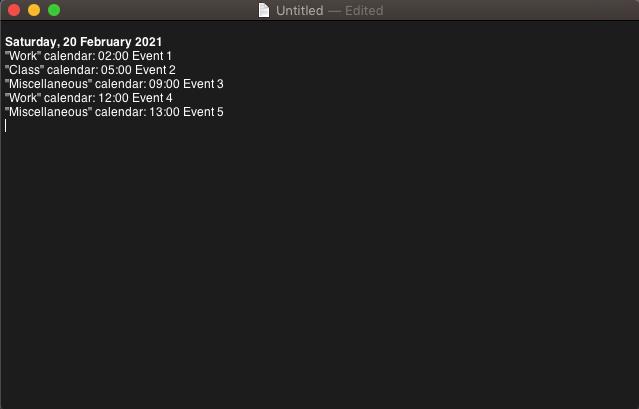 Untitled — Edited
Saturday, 20 February 2021
"Work" calendar: 02:00 Event 1
"Class" calendar: 05:00 Event 2
"Miscellaneous" calendar: 09:00 Event 3
"Work" calendar: 12:00 Event 4
"Miscellaneous" calendar: 13:00 Event 5